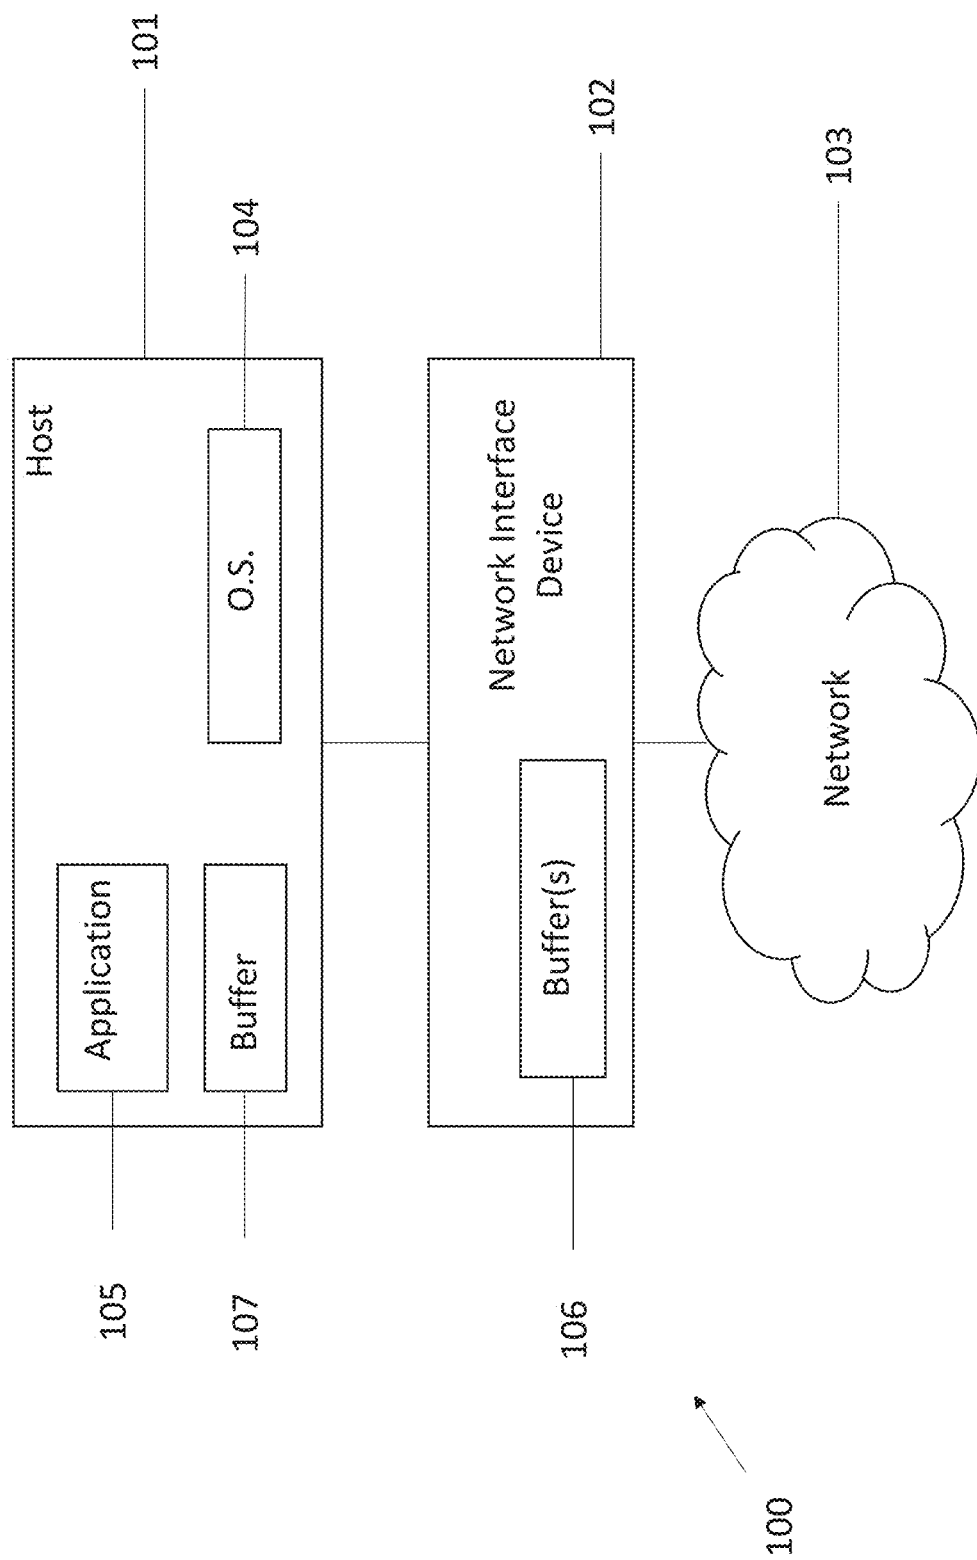 Host
101
Application
105
Buffer
107
O.S.
104
Network Interface
Device
102
Buffer(s)
106
Network
103
100